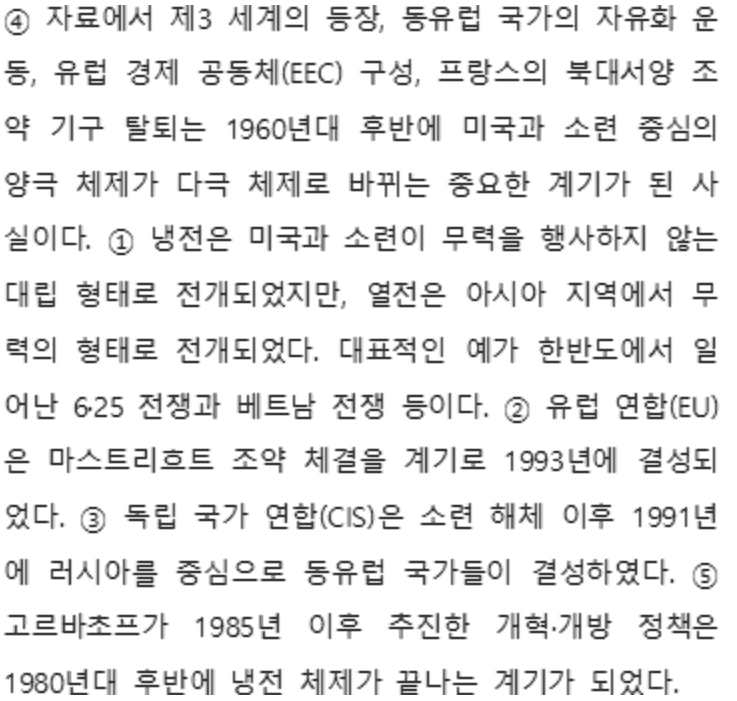 ④ 자료에서 제3 세계의 등장, 동유럽 국가의 자유화 운
동, 유럽 경제 공동체(EEC) 구성, 프랑스의 북대서양 조
약 기구 탈퇴는 1960년대 후반에 미국과 소련 중심의
양극 체제가 다극 체제로 바뀌는 중요한 계기가 된 사
실이다. ① 냉전은 미국과 소련이 무력을 행사하지 않는
대립 형태로 전개되었지만, 열전은 아시아 지역에서 무
력의 형태로 전개되었다. 대표적인 예가 한반도에서 일
어난 6·25 전쟁과 베트남 전쟁 등이다. ② 유럽 연합(EU)
은 마스트리흐트 조약 체결을 계기로 1993년에 결성되
었다. ③ 독립 국가 연합(CIS)은 소련 해체 이후 1991년
에 러시아를 중심으로 동유럽 국가들이 결성하였다. ⑤
고르바초프가 1985년 이후 추진한 개혁·개방 정책은
1980년대 후반에 냉전 체제가 끝나는 계기가 되었다.